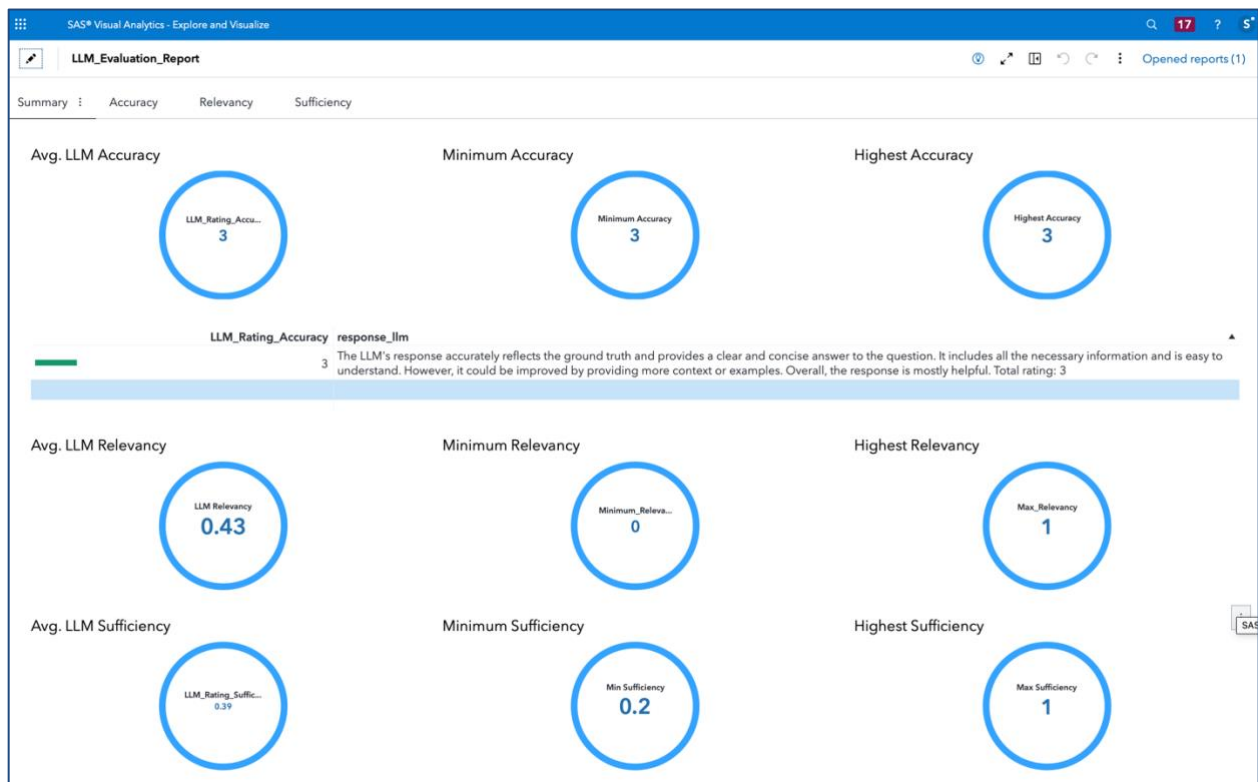 SAS® Visual Analytics - Explore and Visualize
17
?
S
LLM_Evaluation_Report
Opened reports (1)
Summary
Accuracy
Relevancy
Sufficiency
Avg. LLM Accuracy
Minimum Accuracy
Highest Accuracy
LLM_Rating_Accu...
3
Minimum Accuracy
3
Highest Accuracy
3
LLM_Rating_Accuracy response_llm
3 The LLM's response accurately reflects the ground truth and provides a clear and concise answer to the question. It includes all the necessary information and is easy to
understand. However, it could be improved by providing more context or examples. Overall, the response is mostly helpful. Total rating: 3
Avg. LLM Relevancy
Minimum Relevancy
Highest Relevancy
LLM Relevancy
0.43
Minimum_Releva...
0
Max_Relevancy
1
Avg. LLM Sufficiency
Minimum Sufficiency
Highest Sufficiency
SAS
LLM_Rating_Suffic...
0.39
Min Sufficiency
0.2
Max Sufficiency
1